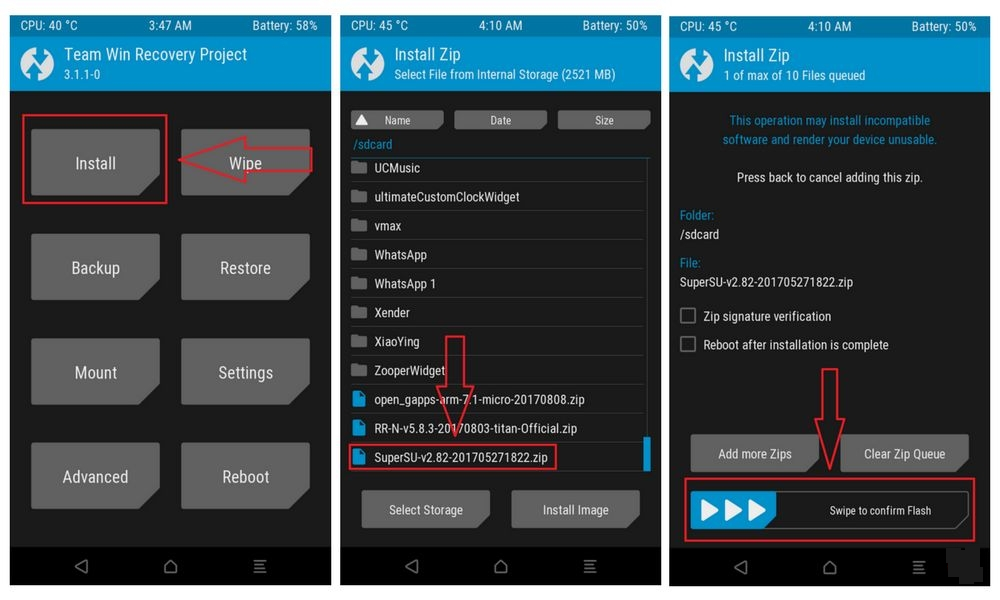 CPU: 40 °C 3:47 AM Battery: 58%
Team Win Recovery Project
3.1.1-0
Install Wipe
Backup Restore
Mount Settings
Advanced Reboot
CPU: 45 °C 4:10 AM Battery: 50%
Install Zip
Select File from Internal Storage (2521 MB)
Name Date Size
/sdcard
UCMusic
ultimateCustomClockWidget
vmax
WhatsApp
WhatsApp 1
Xender
XiaoYing
ZooperWidget
open_gapps-arm-7.1-micro-20170808.zip
RR-N-v5.8.3-20170803-titan-Official.zip
SuperSU-v2.82-201705271822.zip
Select Storage Install Image
CPU: 45 °C 4:10 AM Battery: 50%
Install Zip
1 of max of 10 Files queued
This operation may install incompatible
software and render your device unusable.
Press back to cancel adding this zip.
Folder:
/sdcard
File:
SuperSU-v2.82-201705271822.zip
Zip signature verification
Reboot after installation is complete
Add more Zips Clear Zip Queue
Swipe to confirm Flash